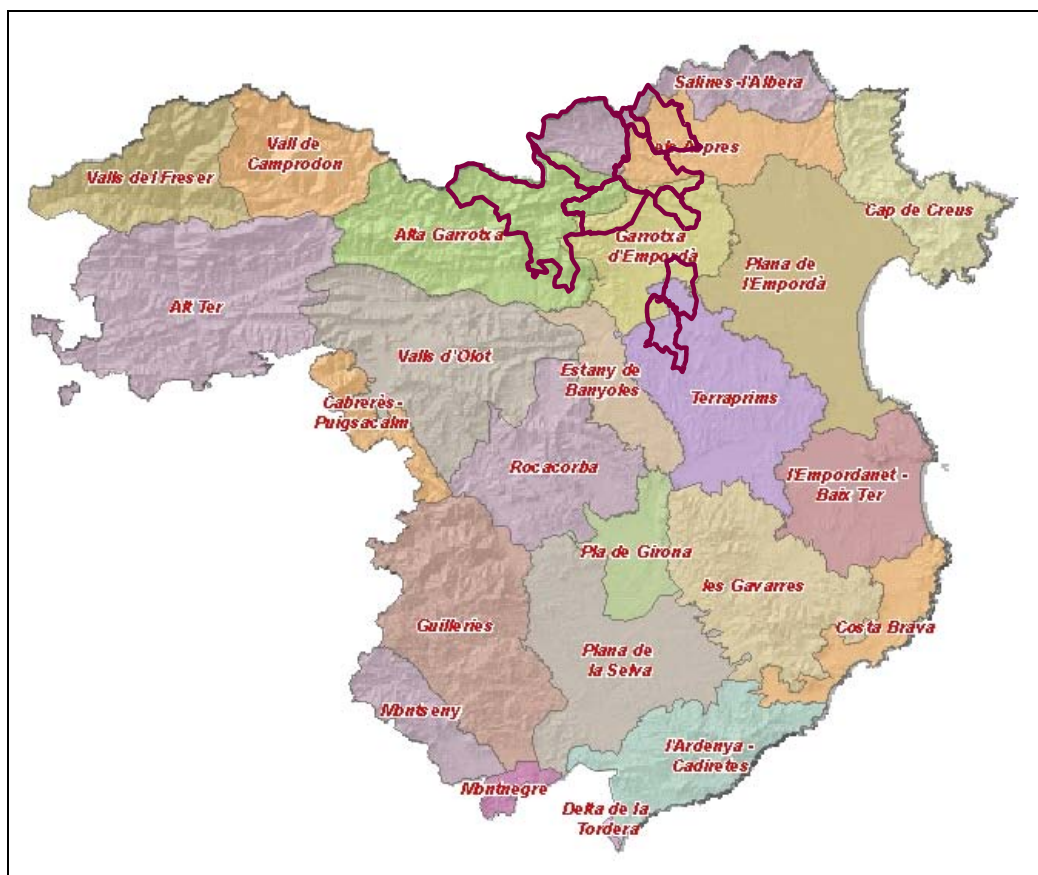 Salines-l'Albera
Vall de
Camprodon
Valls del Freser
Aspres
Cap de Creus
Alta Garrotxa
Garrotxa
d'Empordà
Plana de
l'Empordà
Alt Ter
Valls d'Olot
Estany de
Banyoles
Terraprims
Cabrerès-
Puigsacalm
Rocacorba
l'Empordanet -
Baix Ter
Pla de Girona
les Gavarres
Guilleries
Costa Brava
Plana de
la Selva
Montseny
l'Ardenya -
Cadiretes
Montnegre
Delta de la
Tordera